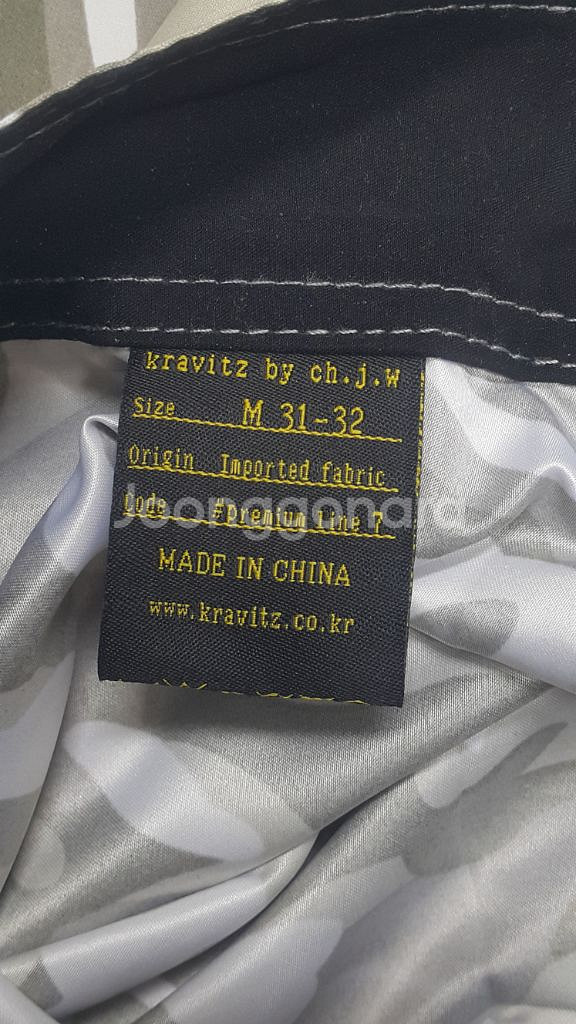 kravitz by ch.j.w
Size M 31-32
Origin Imported fabric
Code #premium line 7
Joonggonara
MADE IN CHINA
www.kravitz.co.kr